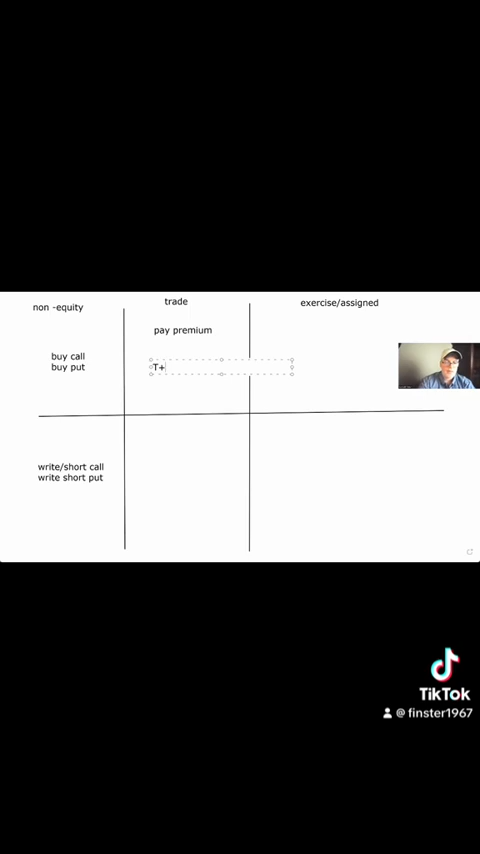 non -equity
trade
exercise/assigned
pay premium
buy call
buy put
T+
write/short call
write short put
TikTok
@ finster1967